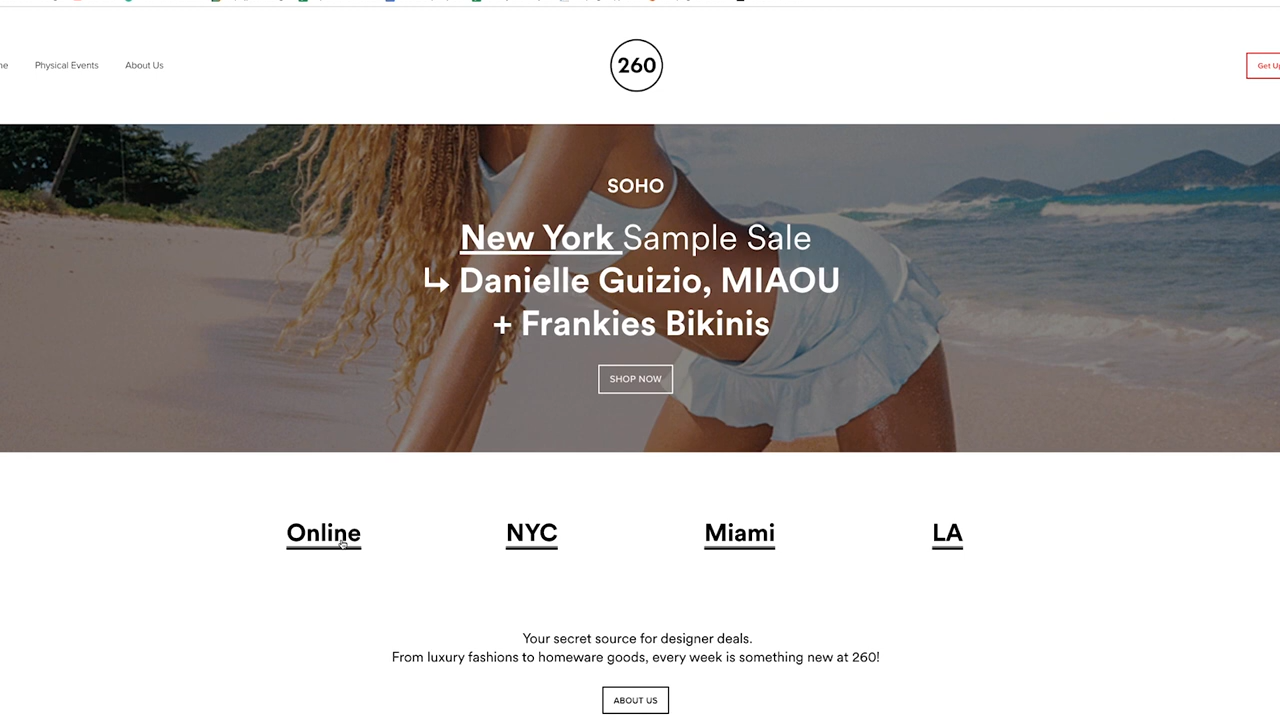 Physical Events
About Us
260
SOHO
New York Sample Sale
↳ Danielle Guizio, MIAOU
+ Frankies Bikinis
SHOP NOW
Online
NYC
Miami
LA
Your secret source for designer deals.
From luxury fashions to homeware goods, every week is something new at 260!
ABOUT US